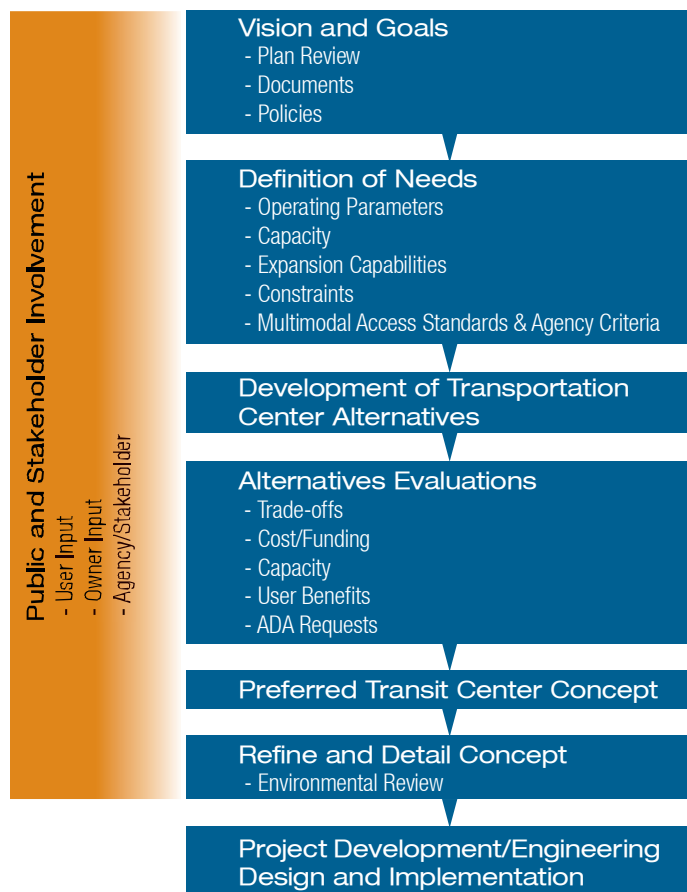 Public and Stakeholder Involvement
- User Input
- Owner Input
- Agency/Stakeholder
Vision and Goals
- Plan Review
- Documents
- Policies
Definition of Needs
- Operating Parameters
- Capacity
- Expansion Capabilities
- Constraints
- Multimodal Access Standards & Agency Criteria
Development of Transportation
Center Alternatives
Alternatives Evaluations
- Trade-offs
- Cost/Funding
- Capacity
- User Benefits
- ADA Requests
Preferred Transit Center Concept
Refine and Detail Concept
- Environmental Review
Project Development/Engineering
Design and Implementation